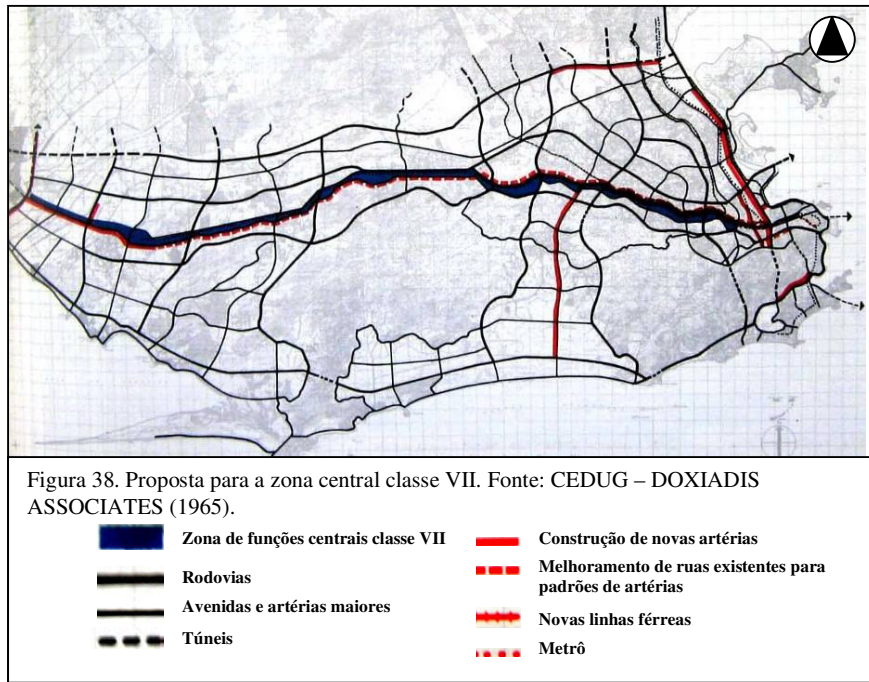 Figura 38. Proposta para a zona central classe VII. Fonte: CEDUG – DOXIADIS
ASSOCIATES (1965).
Zona de funções centrais classe VII
Rodovias
Avenidas e artérias maiores
Túneis
Construção de novas artérias
Melhoramento de ruas existentes para
padrões de artérias
Novas linhas férreas
Metrô